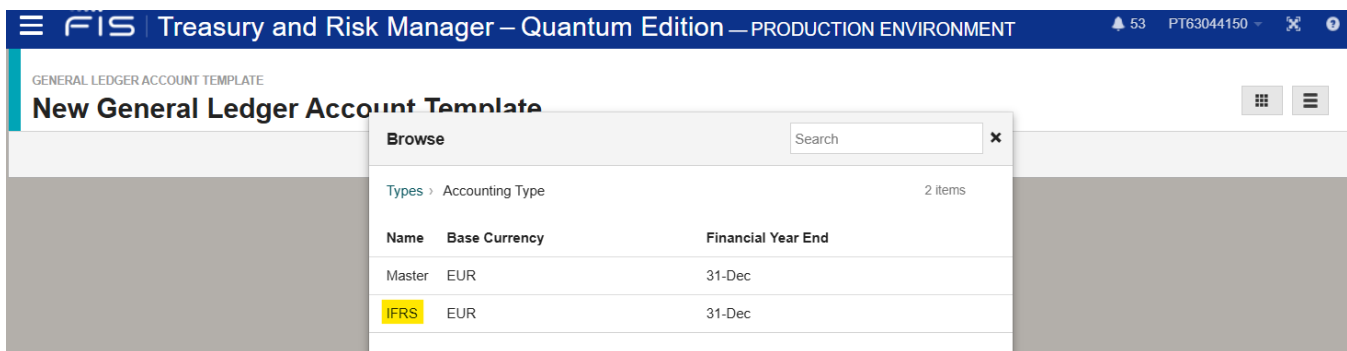 FIS Treasury and Risk Manager – Quantum Edition — PRODUCTION ENVIRONMENT 53 PT63044150
GENERAL LEDGER ACCOUNT TEMPLATE
New General Ledger Account Template
Browse Search
Types › Accounting Type 2 items
Name Base Currency Financial Year End
Master EUR 31-Dec
IFRS EUR 31-Dec